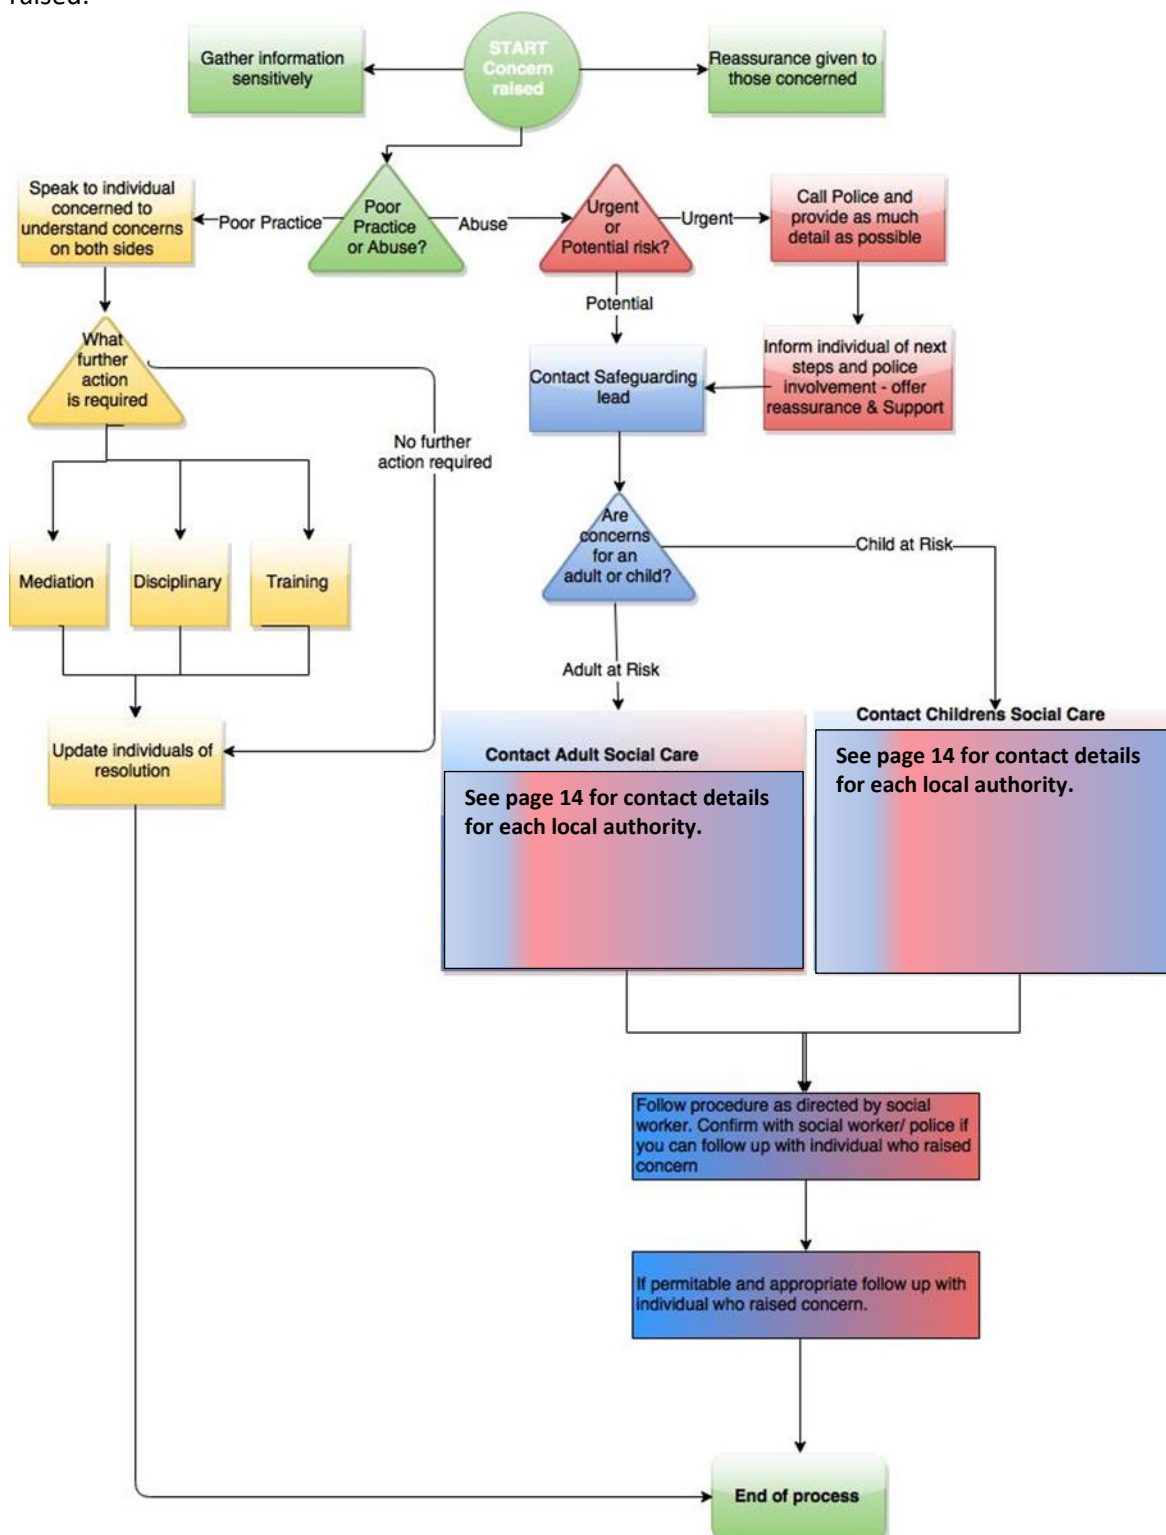 raised.
START
Concern
raised
Gather information
sensitively
Reassurance given to
those concerned
Speak to individual
concerned to
understand concerns
on both sides
Poor Practice
Poor
Practice
or Abuse?
Abuse
Urgent
or
Potential risk?
Urgent
Call Police and
provide as much
detail as possible
Potential
What
further
action
is required
Contact Safeguarding
lead
Inform individual of next
steps and police
involvement - offer
reassurance & Support
No further
action required
Are
concerns
for an
adult or child?
Child at Risk
Mediation
Disciplinary
Training
Adult at Risk
Update individuals of
resolution
Contact Adult Social Care
See page 14 for contact details
for each local authority.
Contact Childrens Social Care
See page 14 for contact details
for each local authority.
Follow procedure as directed by social
worker. Confirm with social worker/ police if
you can follow up with individual who raised
concern
If permitable and appropriate follow up with
individual who raised concern.
End of process